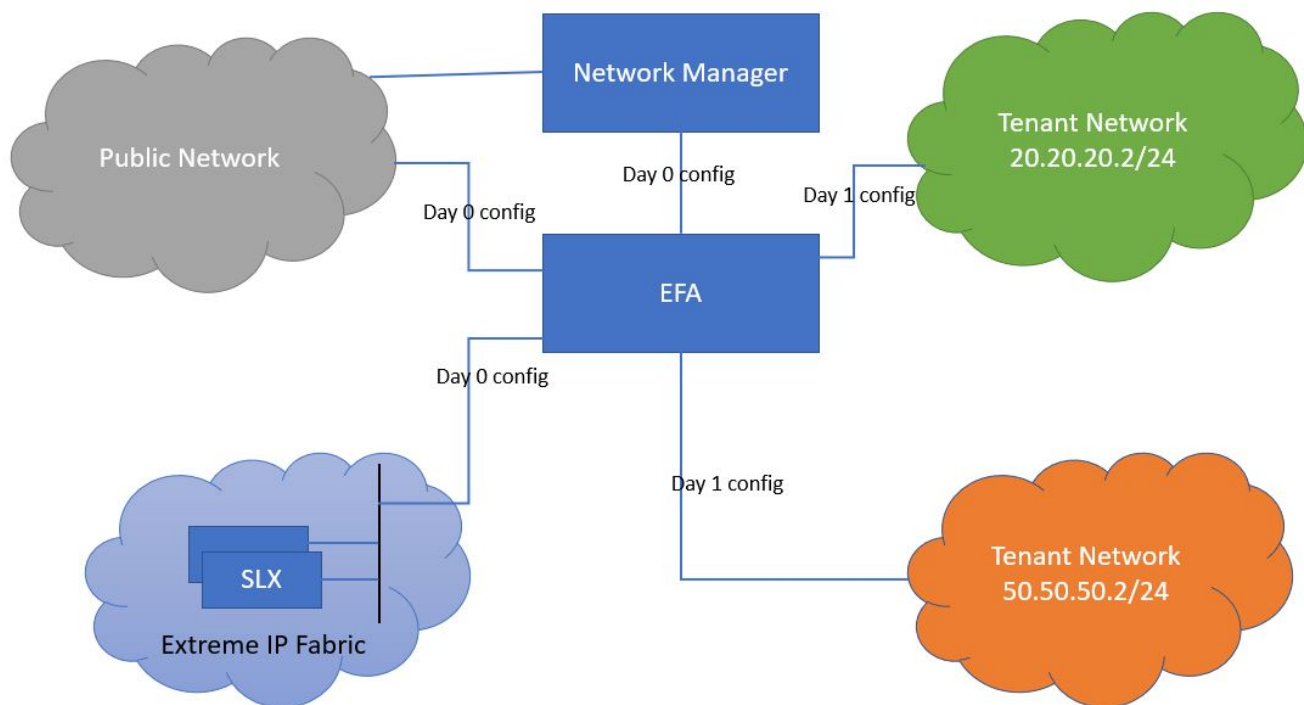 Network Manager
Public Network
Tenant Network
20.20.20.2/24
Day 0 config
Day 1 config
Day 0 config
EFA
Day 0 config
Day 1 config
SLX
Extreme IP Fabric
Tenant Network
50.50.50.2/24